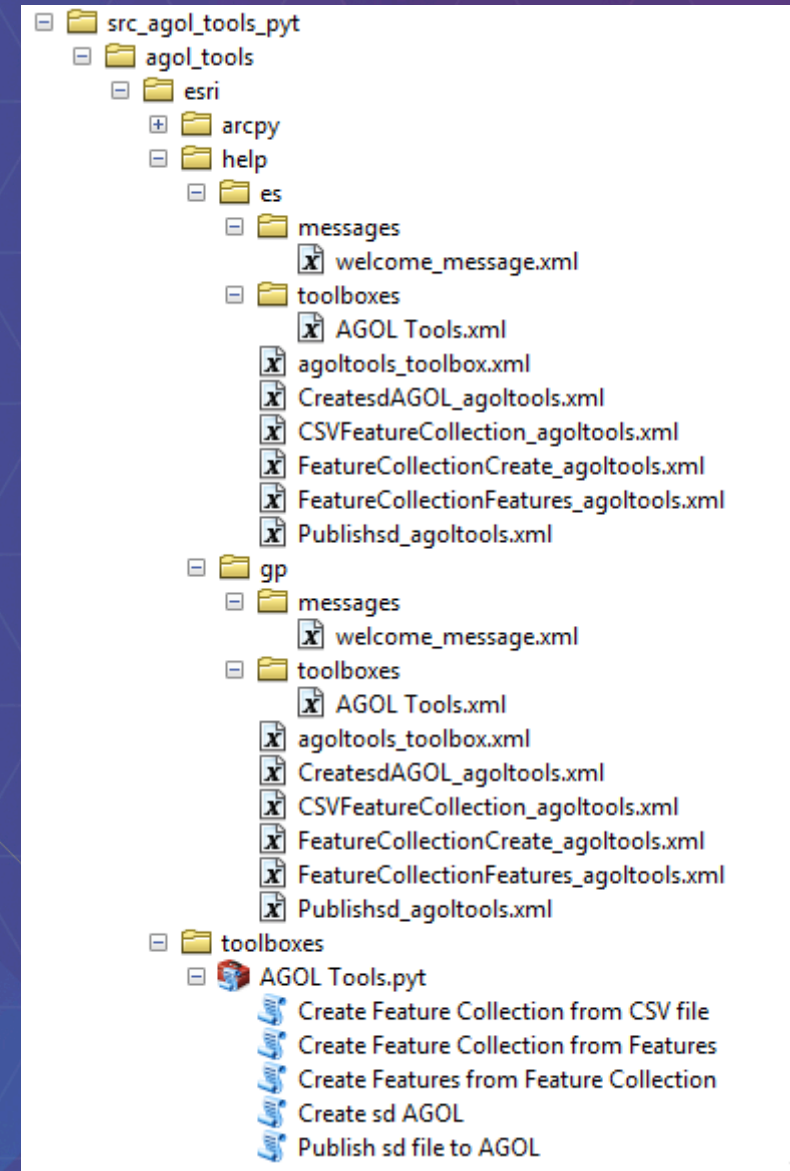 src_agol_tools_pyt
agol_tools
esri
arcpy
help
es
messages
welcome_message.xml
toolboxes
AGOL Tools.xml
agoltools_toolbox.xml
CreatesdAGOL_agoltools.xml
CSVFeatureCollection_agoltools.xml
FeatureCollectionCreate_agoltools.xml
FeatureCollectionFeatures_agoltools.xml
Publishsd_agoltools.xml
gp
messages
welcome_message.xml
toolboxes
AGOL Tools.xml
agoltools_toolbox.xml
CreatesdAGOL_agoltools.xml
CSVFeatureCollection_agoltools.xml
FeatureCollectionCreate_agoltools.xml
FeatureCollectionFeatures_agoltools.xml
Publishsd_agoltools.xml
toolboxes
AGOL Tools.pyt
Create Feature Collection from CSV file
Create Feature Collection from Features
Create Features from Feature Collection
Create sd AGOL
Publish sd file to AGOL